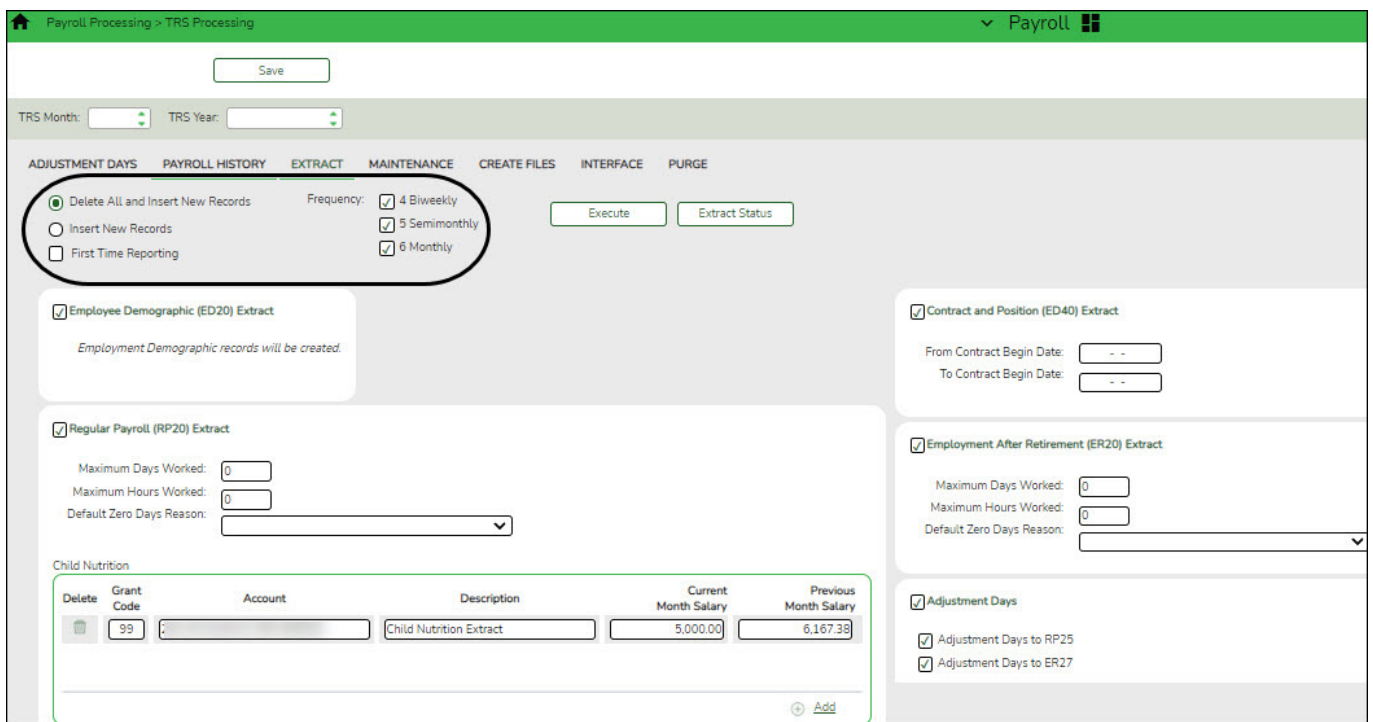 Payroll Processing > TRS Processing
Payroll
Save
TRS Month: TRS Year:
ADJUSTMENT DAYS PAYROLL HISTORY EXTRACT MAINTENANCE CREATE FILES INTERFACE PURGE
Delete All and Insert New Records Frequency: 4 Biweekly
Insert New Records 5 Semimonthly
First Time Reporting 6 Monthly
Execute Extract Status
Employee Demographic (ED20) Extract
Employment Demographic records will be created.
Contract and Position (ED40) Extract
From Contract Begin Date: - -
To Contract Begin Date: - -
Regular Payroll (RP20) Extract
Maximum Days Worked: 0
Maximum Hours Worked: 0
Default Zero Days Reason:
Employment After Retirement (ER20) Extract
Maximum Days Worked: 0
Maximum Hours Worked: 0
Default Zero Days Reason:
Child Nutrition
Delete Grant Code Account Description Current Month Salary Previous Month Salary
99 Child Nutrition Extract 5,000.00 6,167.38
Add
Adjustment Days
Adjustment Days to RP25
Adjustment Days to ER27